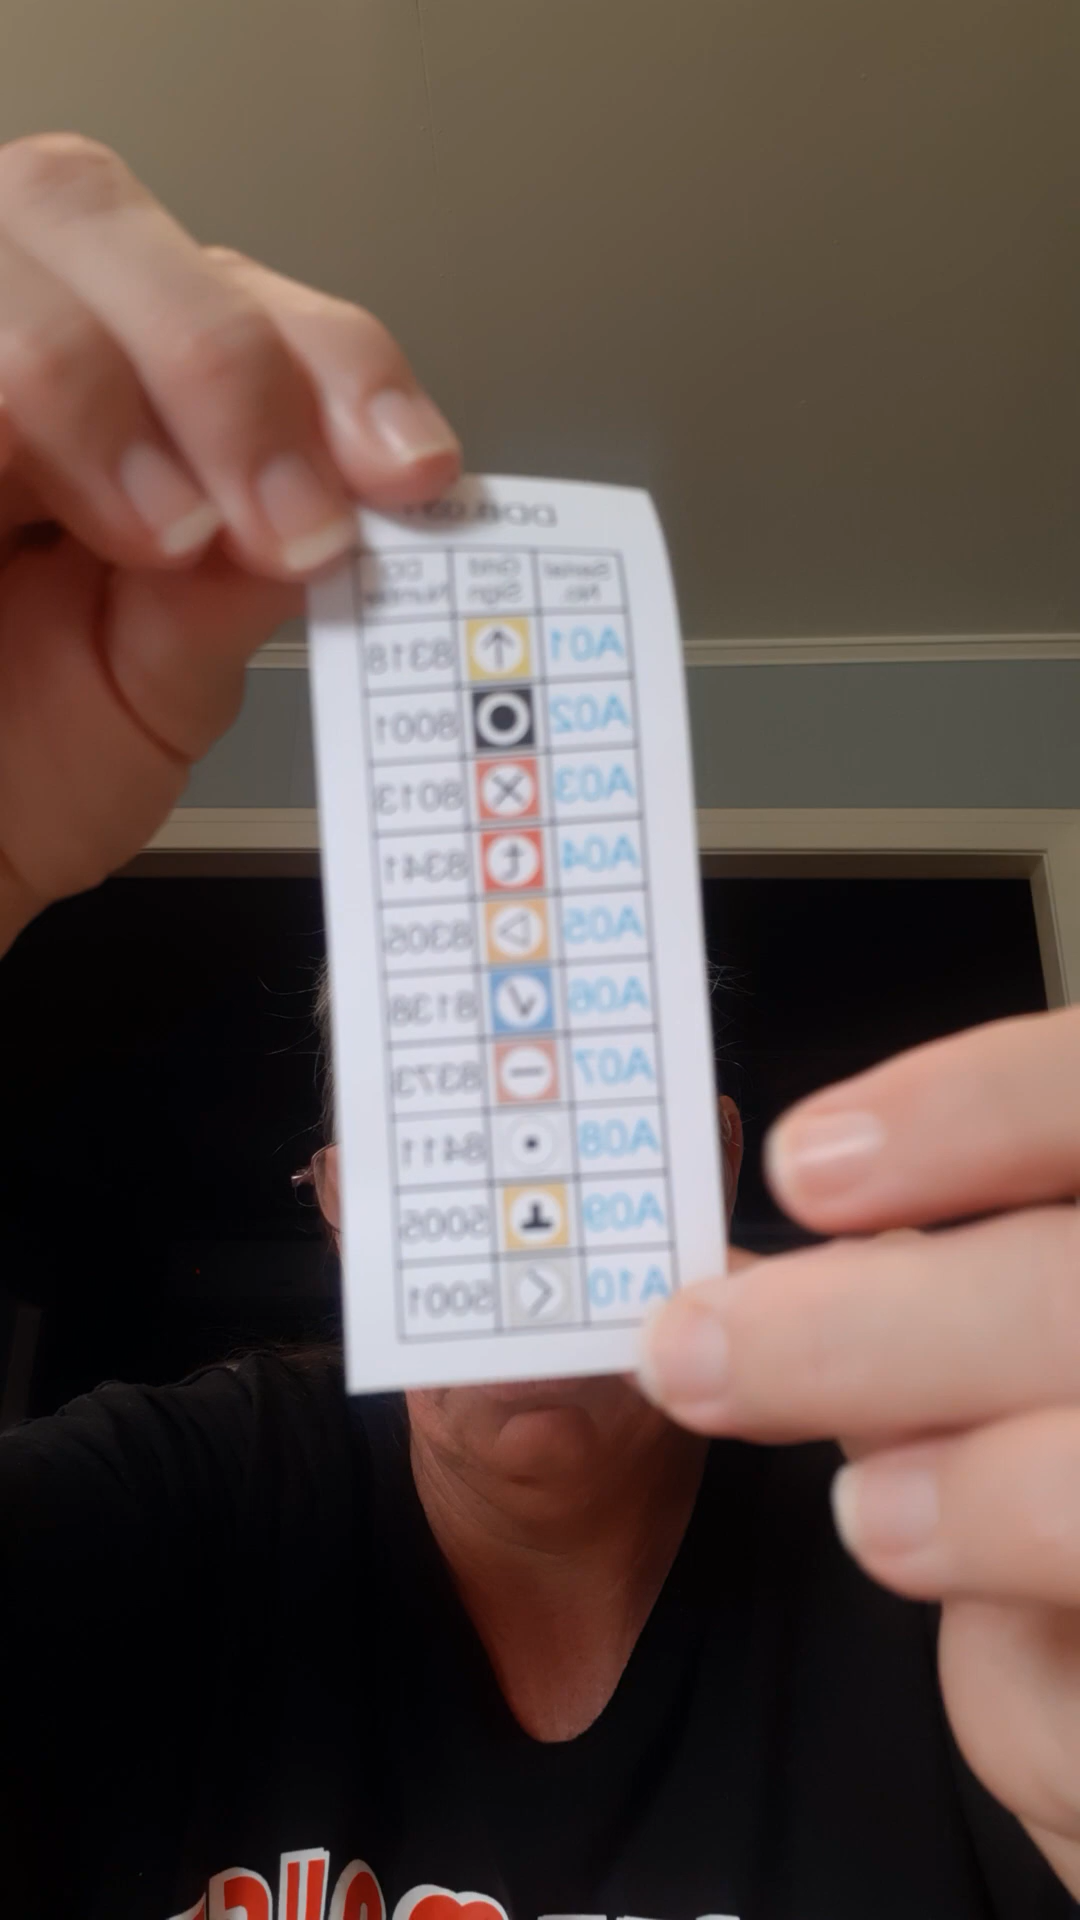 Serial No. Grid Sign Number
A01 8318
A02 8001
A03 8013
A04 8341
A05 8305
A06 8138
A07 8373
A08 8411
A09 5005
A10 5001